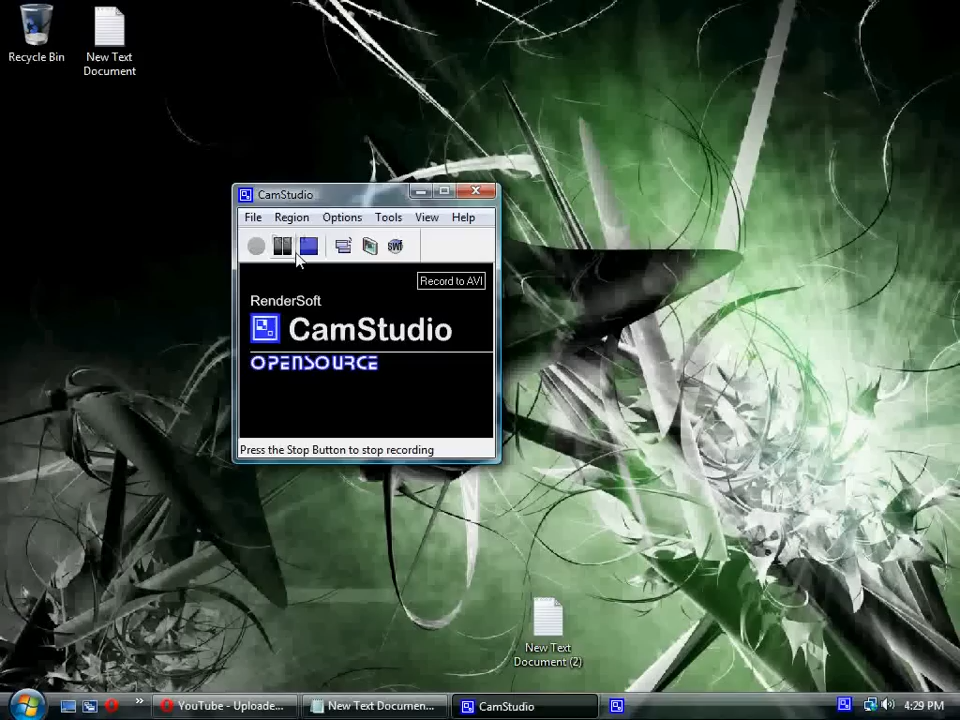 Recycle Bin
New Text
Document
CamStudio
File Region Options Tools View Help
SWF
Record to AVI
RenderSoft
CamStudio
OPENSOURCE
Press the Stop Button to stop recording
New Text
Document (2)
YouTube - Uploade...
New Text Documen...
CamStudio
4:29 PM